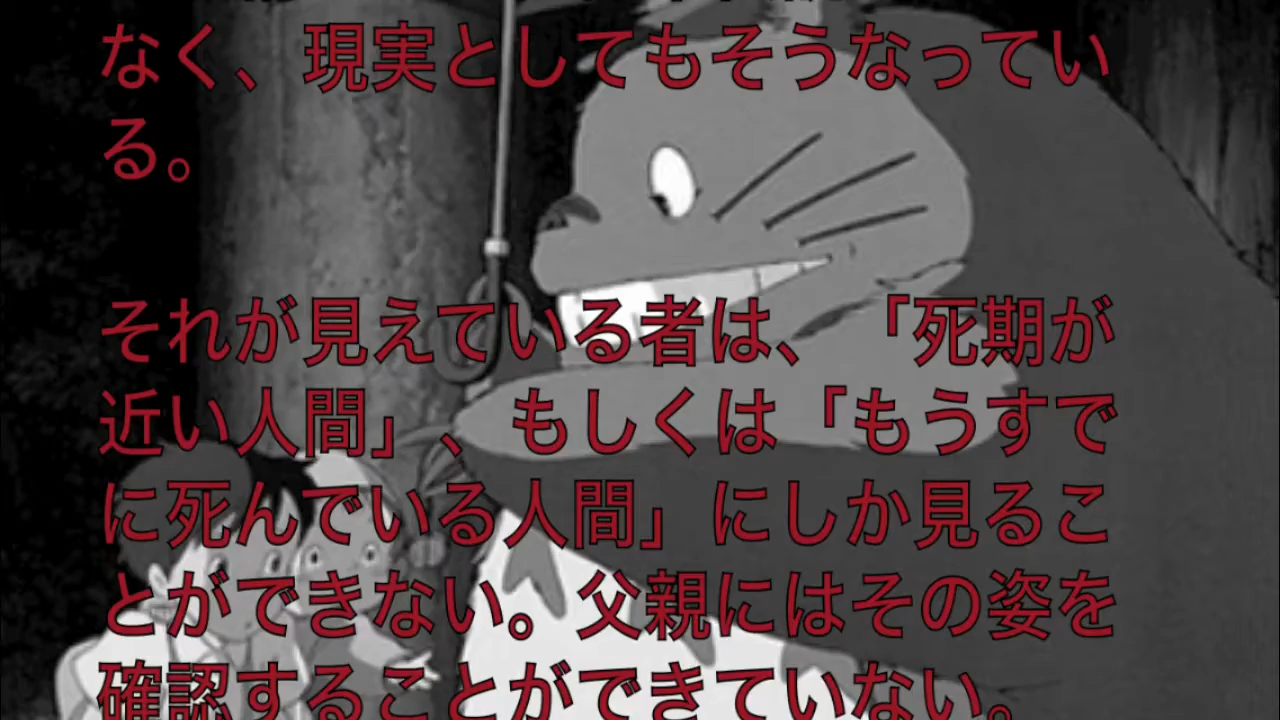 なく、現実としてもそうなってい
る。
それが見えている者は、「死期が
近い人間」、もしくは「もうすで
に死んでいる人間」にしか見るこ
とができない。父親にはその姿を
確認することができていない。